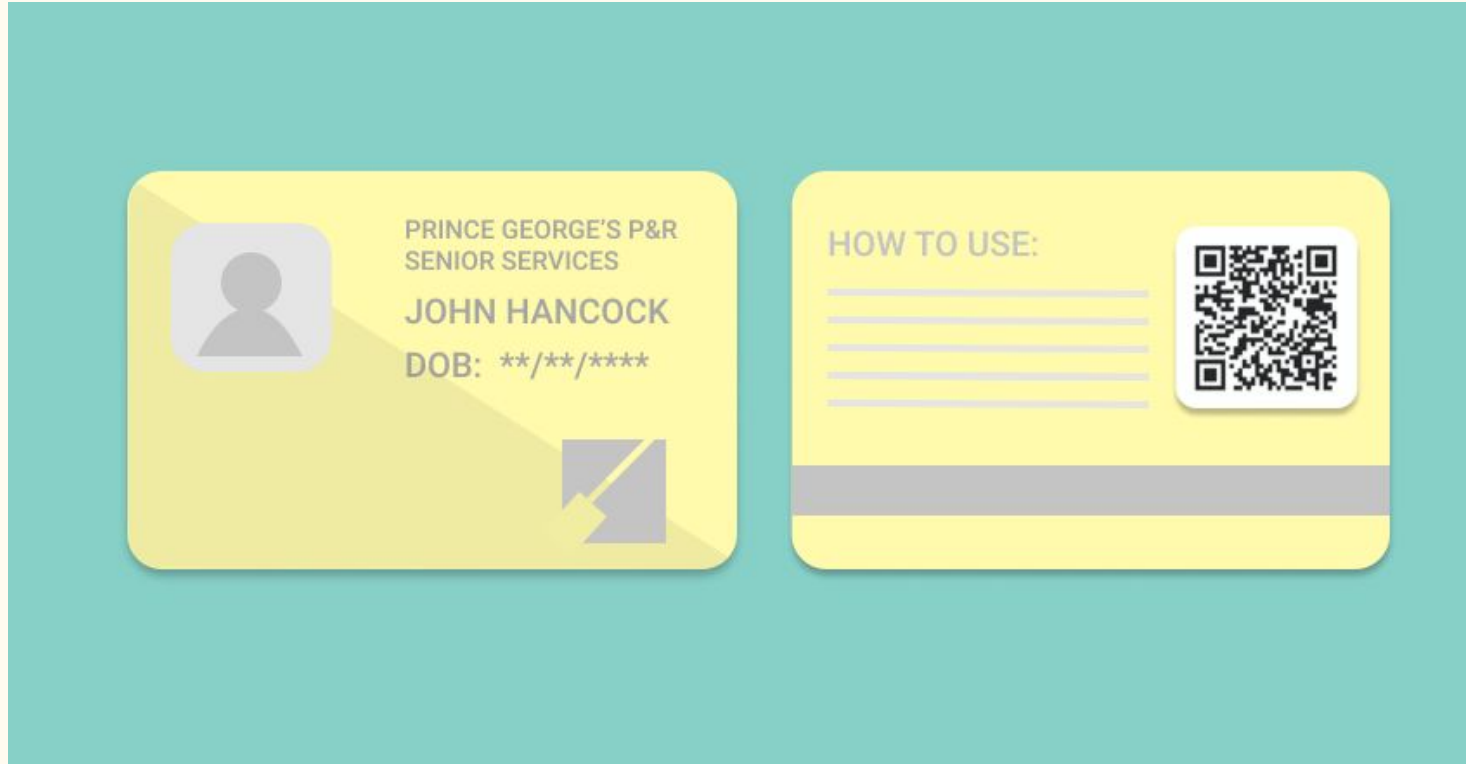 PRINCE GEORGE'S P&R
SENIOR SERVICES
JOHN HANCOCK
DOB: **/**/****
HOW TO USE: